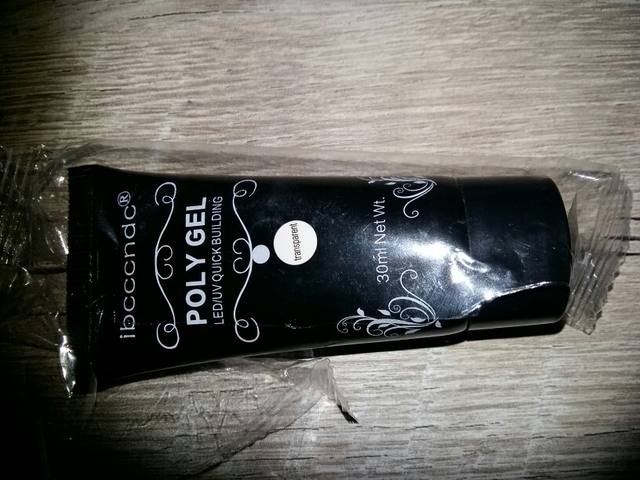 ibcccndc®
POLY GEL
LED/UV QUICK BUILDING
transparent
30ml Net Wt.